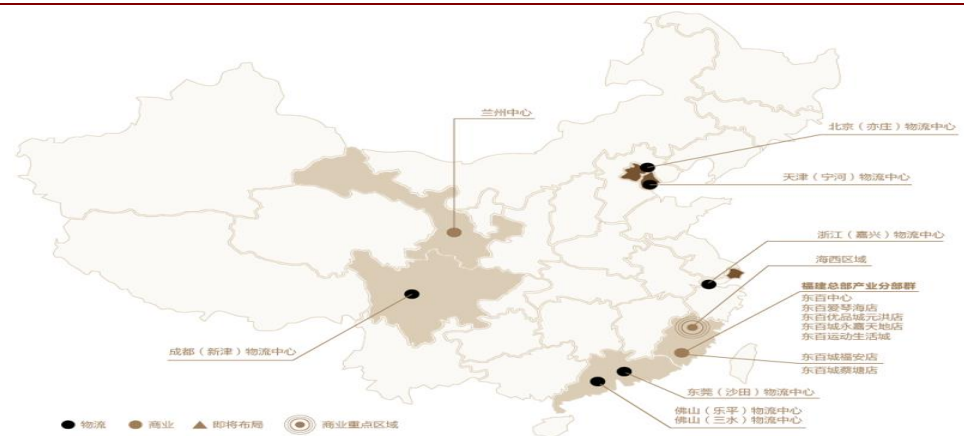 兰州中心
北京（亦庄）物流中心
天津（宁河）物流中心
浙江（嘉兴）物流中心
海西区域
福建总部产业分部群
东百中心
东百爱琴海店
东百优品城元洪店
东百城永嘉天地店
东百运动生活城
成都（新津）物流中心
东百城福安店
东百城蔡塘店
东莞（沙田）物流中心
佛山（乐平）物流中心
佛山（三水）物流中心
物流 商业 即将布局 商业重点区域